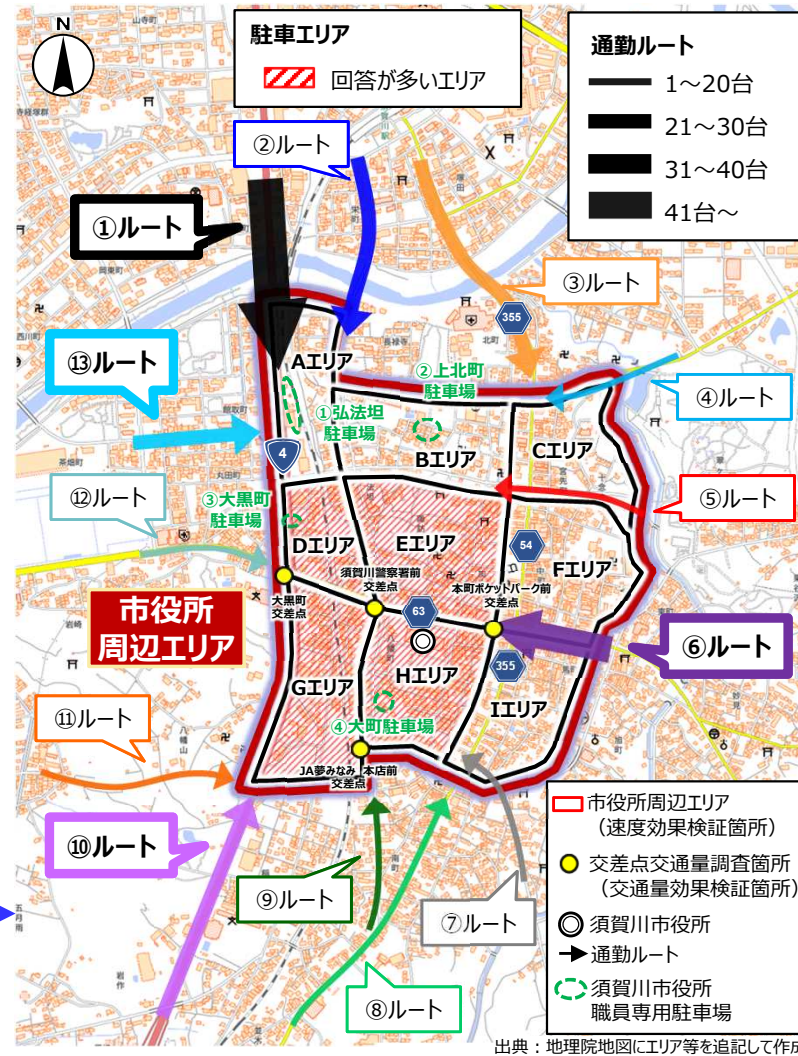 N
駐車エリア
回答が多いエリア
通勤ルート
1～20台
21～30台
31～40台
41台～
②ルート
①ルート
③ルート
355
⑬ルート
Aエリア
②上北町
駐車場
④ルート
①弘法坦
駐車場
Bエリア
Cエリア
4
⑫ルート
③大黒町
駐車場
⑤ルート
Dエリア
Eエリア
54
Fエリア
須賀川警察署前
交差点
本町ポケットパーク前
交差点
大黒町
交差点
63
市役所
周辺エリア
⑥ルート
355
Hエリア
Gエリア
Iエリア
④大町駐車場
⑪ルート
JA夢みなみ 本店前
交差点
⑩ルート
⑨ルート
⑦ルート
⑧ルート
市役所周辺エリア
（速度効果検証箇所）
交差点交通量調査箇所
（交通量効果検証箇所）
須賀川市役所
通勤ルート
須賀川市役所
職員専用駐車場
出典：地理院地図にエリア等を追記して作成